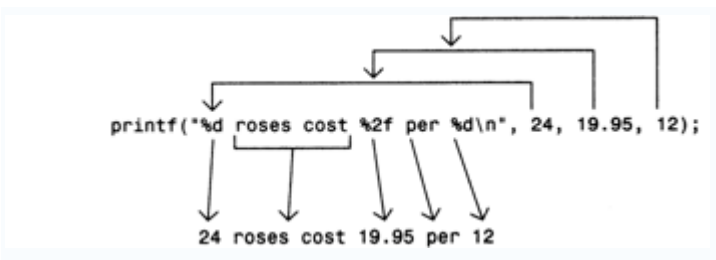 printf("%d roses cost %2f per %d\n", 24, 19.95, 12);
24 roses cost 19.95 per 12